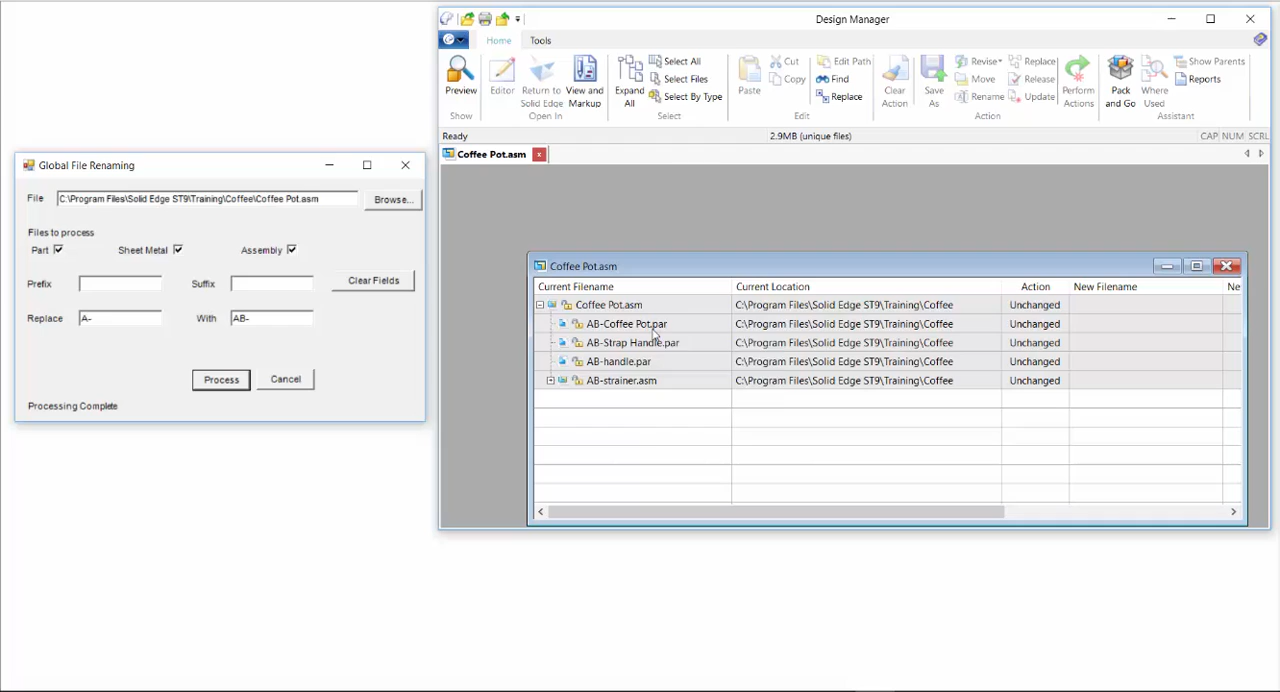 Global File Renaming
File C:\Program Files\Solid Edge ST9\Training\Coffee\Coffee Pot.asm Browse...
Files to process
Part Sheet Metal Assembly
Prefix Suffix Clear Fields
Replace A- With AB-
Process Cancel
Processing Complete
Design Manager
Home Tools
Preview
Show
Editor
Return to Solid Edge
View and Markup
Open In
Expand All
Select All
Select Files
Select By Type
Select
Paste
Cut
Copy
Edit Path
Find
Replace
Edit
Clear Action
Save As
Revise
Move
Rename
Replace
Release
Update
Perform Actions
Action
Pack and Go
Where Used
Show Parents
Reports
Assistant
Ready 2.9MB (unique files) CAP NUM SCRL
Coffee Pot.asm x
Coffee Pot.asm
Current Filename Current Location Action New Filename Ne
Coffee Pot.asm C:\Program Files\Solid Edge ST9\Training\Coffee Unchanged
AB-Coffee Pot.par C:\Program Files\Solid Edge ST9\Training\Coffee Unchanged
AB-Strap Handle.par C:\Program Files\Solid Edge ST9\Training\Coffee Unchanged
AB-handle.par C:\Program Files\Solid Edge ST9\Training\Coffee Unchanged
AB-strainer.asm C:\Program Files\Solid Edge ST9\Training\Coffee Unchanged